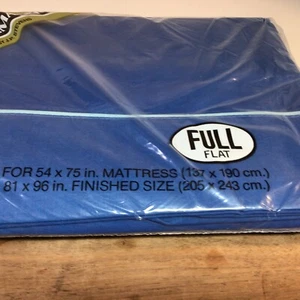 FULL
FLAT
FOR 54 x 75 in. MATTRESS (137 x 190 cm.)
81 x 96 in. FINISHED SIZE (205 x 243 cm.)